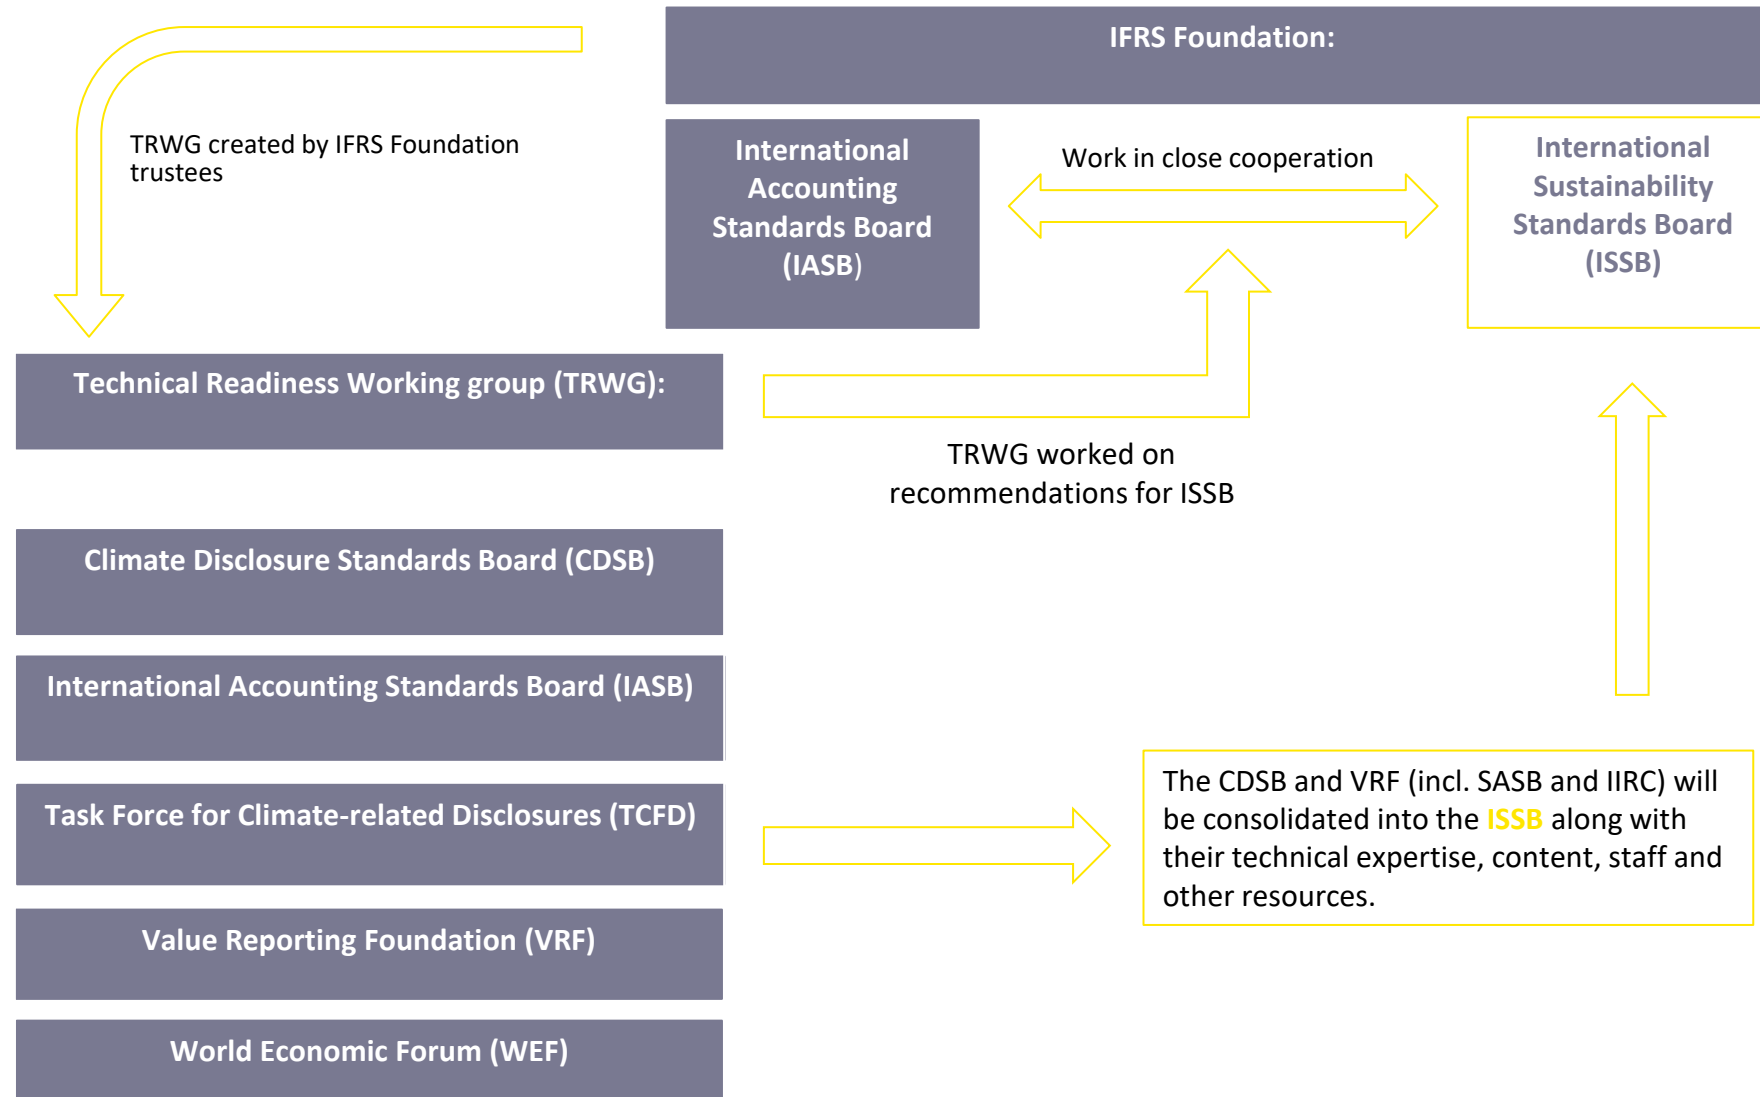 IFRS Foundation:
TRWG created by IFRS Foundation
trustees
International
Accounting
Standards Board
(IASB)
Work in close cooperation
International
Sustainability
Standards Board
(ISSB)
Technical Readiness Working group (TRWG):
TRWG worked on
recommendations for ISSB
Climate Disclosure Standards Board (CDSB)
International Accounting Standards Board (IASB)
Task Force for Climate-related Disclosures (TCFD)
Value Reporting Foundation (VRF)
World Economic Forum (WEF)
The CDSB and VRF (incl. SASB and IIRC) will
be consolidated into the ISSB along with
their technical expertise, content, staff and
other resources.